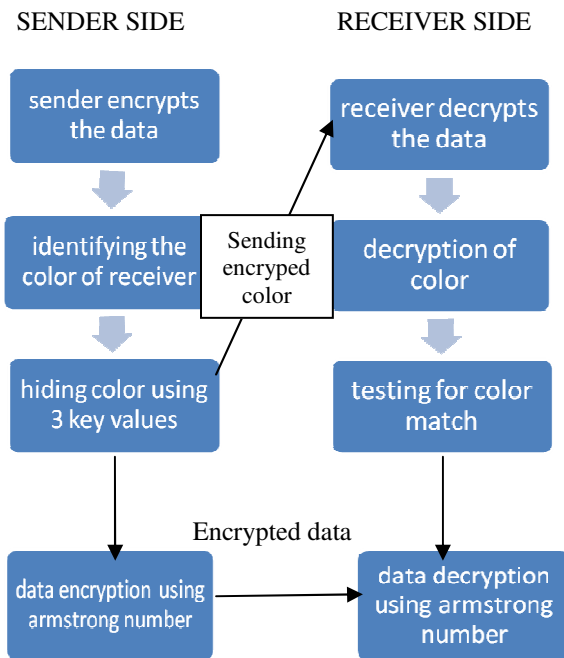 SENDER SIDE
RECEIVER SIDE
sender encrypts
the data
identifying the
color of receiver
hiding color using
3 key values
data encryption using
armstrong number
Sending
encryped
color
Encrypted data
receiver decrypts
the data
decryption of
color
testing for color
match
data decryption
using armstrong
number